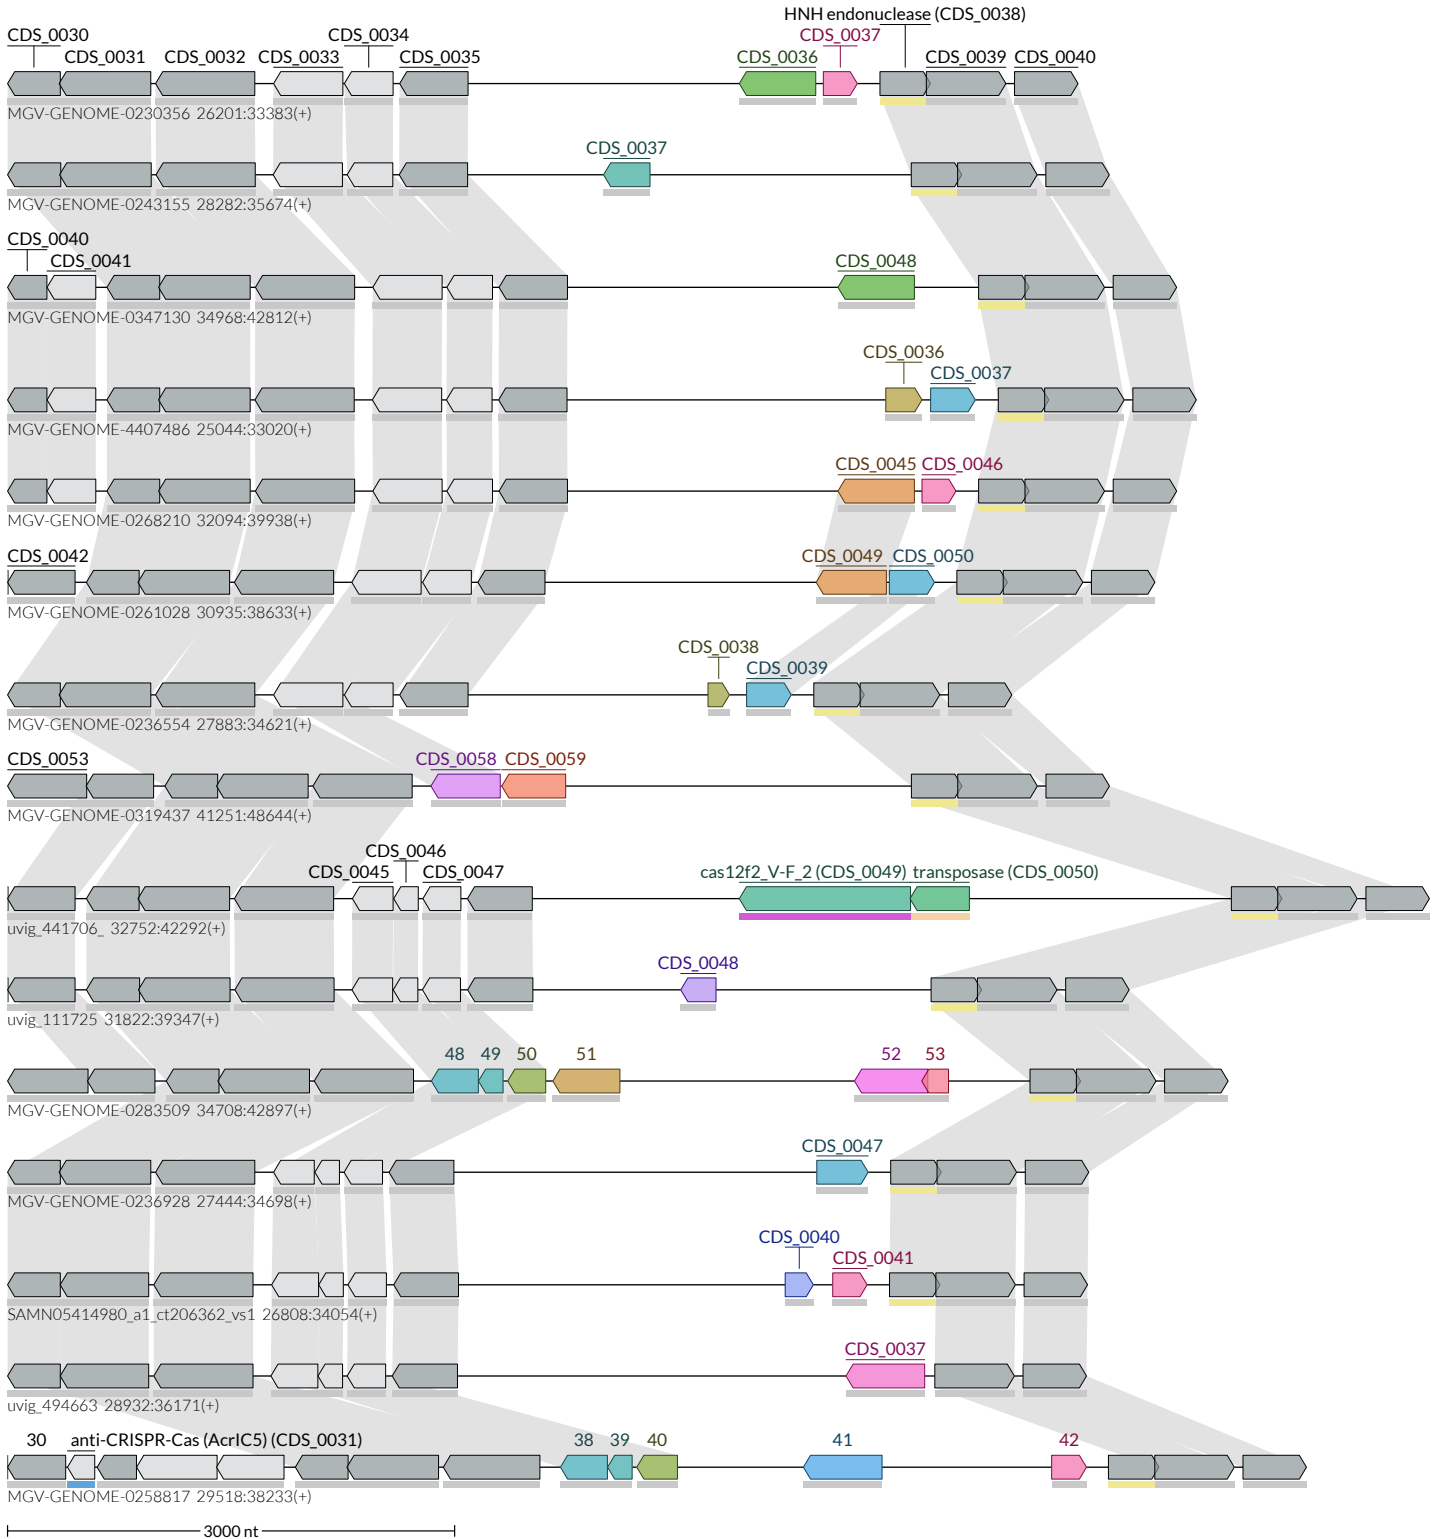 HNH endonuclease (CDS_0038)
CDS_0030 CDS_0034 CDS_0037
CDS_0031 CDS_0032 CDS_0033 CDS_0035 CDS_0036 CDS_0039 CDS_0040
MGV-GENOME-0230356 26201:33383(+)
CDS_0037
MGV-GENOME-0243155 28282:35674(+)
CDS_0040
CDS_0041 CDS_0048
MGV-GENOME-0347130 34968:42812(+)
CDS_0036
CDS_0037
MGV-GENOME-4407486 25044:33020(+)
CDS_0045 CDS_0046
MGV-GENOME-0268210 32094:39938(+)
CDS_0042 CDS_0049 CDS_0050
MGV-GENOME-0261028 30935:38633(+)
CDS_0038
CDS_0039
MGV-GENOME-0236554 27883:34621(+)
CDS_0053 CDS_0058 CDS_0059
MGV-GENOME-0319437 41251:48644(+)
CDS_0046
CDS_0045 CDS_0047 cas12f2_V-F_2 (CDS_0049) transposase (CDS_0050)
uvig_441706_ 32752:42292(+)
CDS_0048
uvig_111725 31822:39347(+)
48 49 50 51 52 53
MGV-GENOME-0283509 34708:42897(+)
CDS_0047
MGV-GENOME-0236928 27444:34698(+)
CDS_0040
CDS_0041
SAMN05414980_a1_ct206362_vs1 26808:34054(+)
CDS_0037
uvig_494663 28932:36171(+)
30 anti-CRISPR-Cas (AcrIC5) (CDS_0031) 38 39 40 41 42
MGV-GENOME-0258817 29518:38233(+)
3000 nt